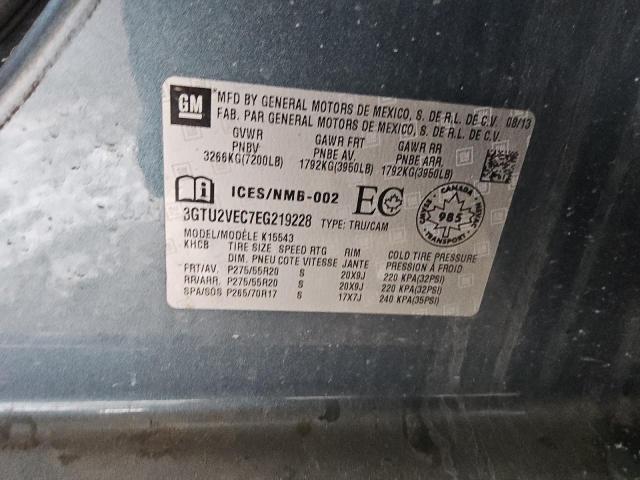 GM
MFD BY GENERAL MOTORS DE MEXICO, S. DE R.L. DE C.V. 08/13
FAB. PAR GENERAL MOTORS DE MEXICO, S. DE R.L. DE C.V.
GVWR GAWR FRT GAWR RR
PNBV PNBE AV. PNBE ARR.
3266KG(7200LB) 1792KG(3950LB) 1792KG(3950LB)
i ICES/NMB-002 EC
CANADA
985
3GTU2VEC7EG219228 TYPE: TRU/CAM
MODEL/MODÈLE K15543
KHCB TIRE SIZE SPEED RTG RIM COLD TIRE PRESSURE
DIM. PNEU COTE VITESSE JANTE PRESSION À FROID
FRT/AV. P275/55R20 S 20X9J 220 KPA(32PSI)
RR/ARR. P275/55R20 S 20X9J 220 KPA(32PSI)
SPA/SOS P265/70R17 S 17X7J 240 KPA(35PSI)